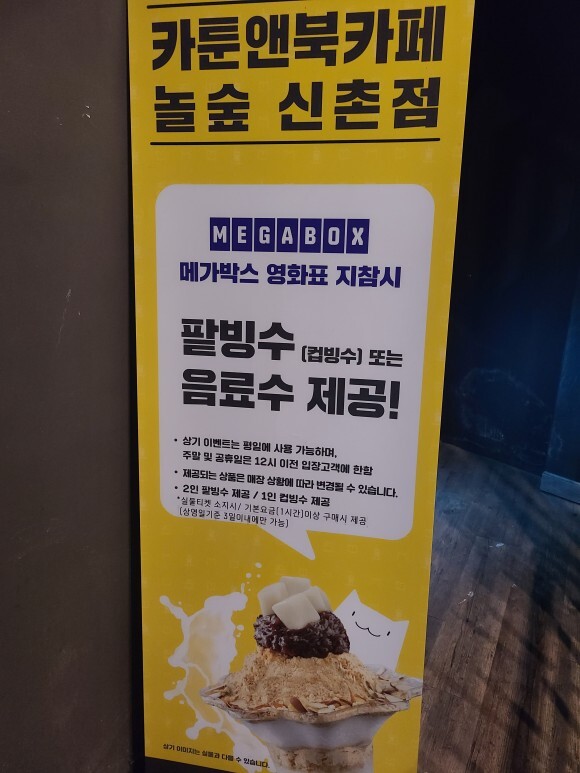 카툰앤북카페
놀숲 신촌점
MEGABOX
메가박스 영화표 지참시
팥빙수 (컵빙수) 또는
음료수 제공!
• 상기 이벤트는 평일에 사용 가능하며,
주말 및 공휴일은 12시 이전 입장고객에 한함
• 제공되는 상품은 매장 상황에 따라 변경될 수 있습니다.
• 2인 팥빙수 제공 / 1인 컵빙수 제공
*실물티켓 소지시/ 기본요금(1시간)이상 구매시 제공
(상영일기준 3일이내에만 가능)
상기 이미지는 실물과 다를 수 있습니다.